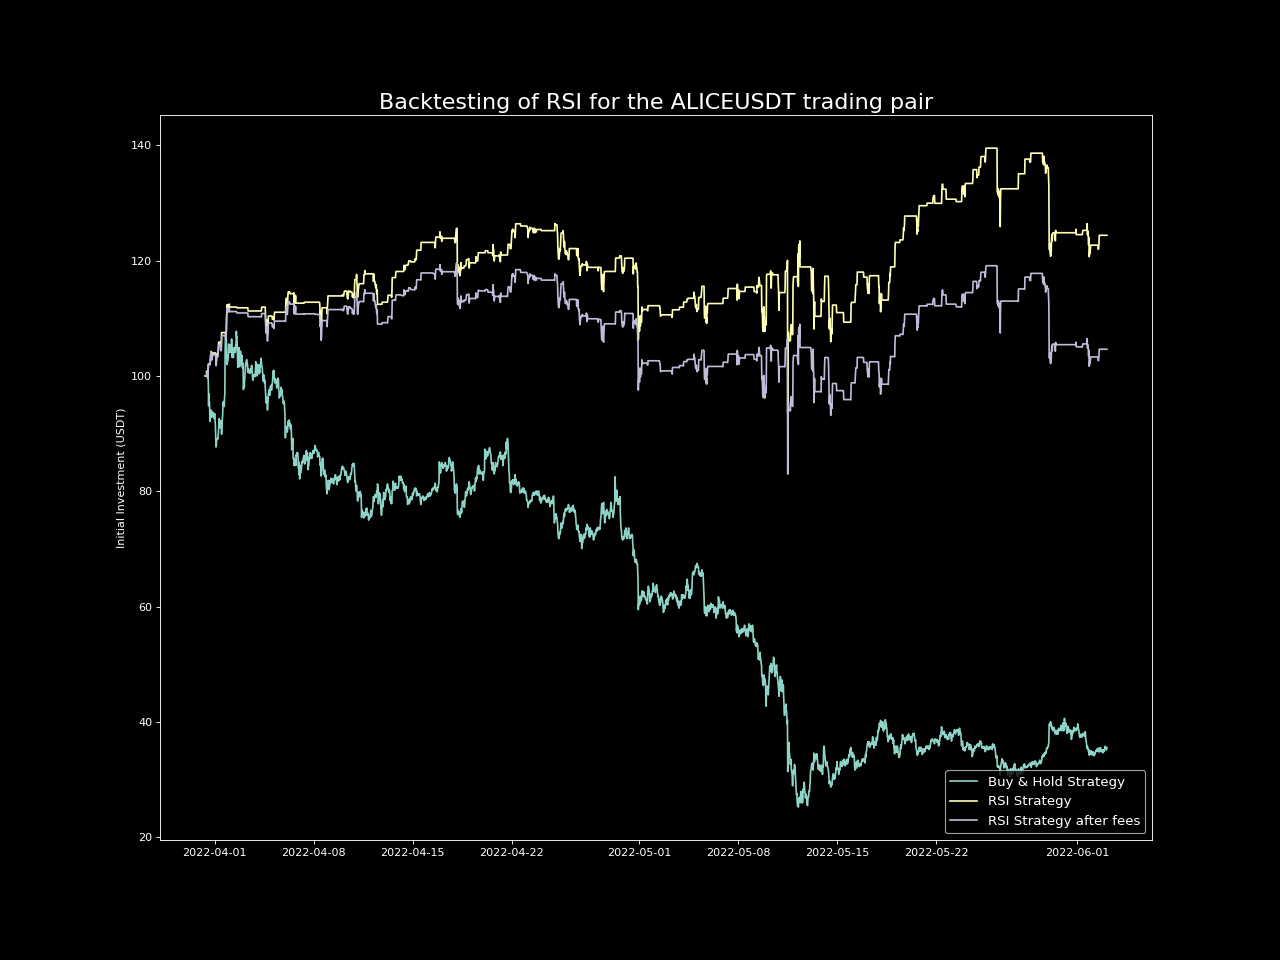 Backtesting of RSI for the ALICEUSDT trading pair
140
120
100
80
60
40
20
Initial Investment (USDT)
2022-04-01 2022-04-08 2022-04-15 2022-04-22 2022-05-01 2022-05-08 2022-05-15 2022-05-22 2022-06-01
Buy & Hold Strategy
RSI Strategy
RSI Strategy after fees